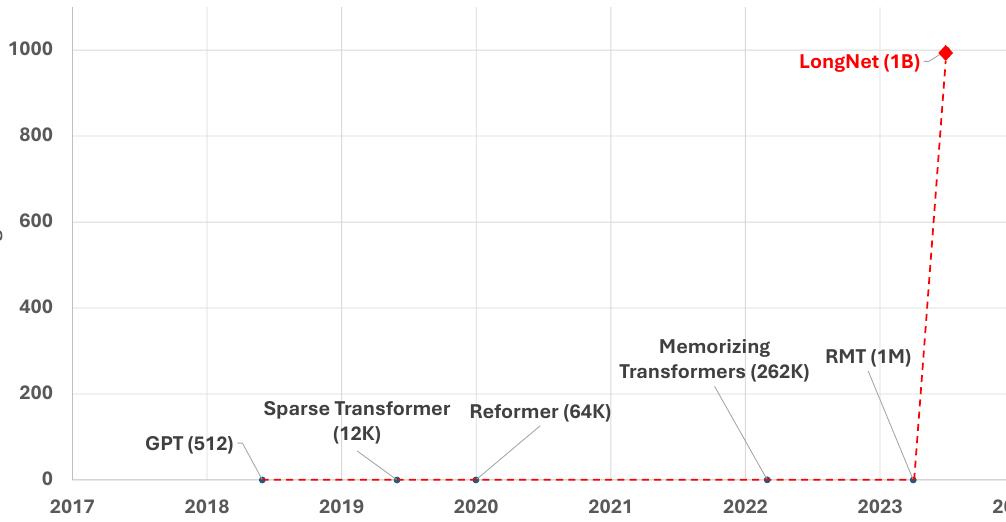 1000
LongNet (1B)
800
600
400
Memorizing
Transformers (262K)
RMT (1M)
200
Sparse Transformer
(12K)
Reformer (64K)
GPT (512)
0
2017
2018
2019
2020
2021
2022
2023